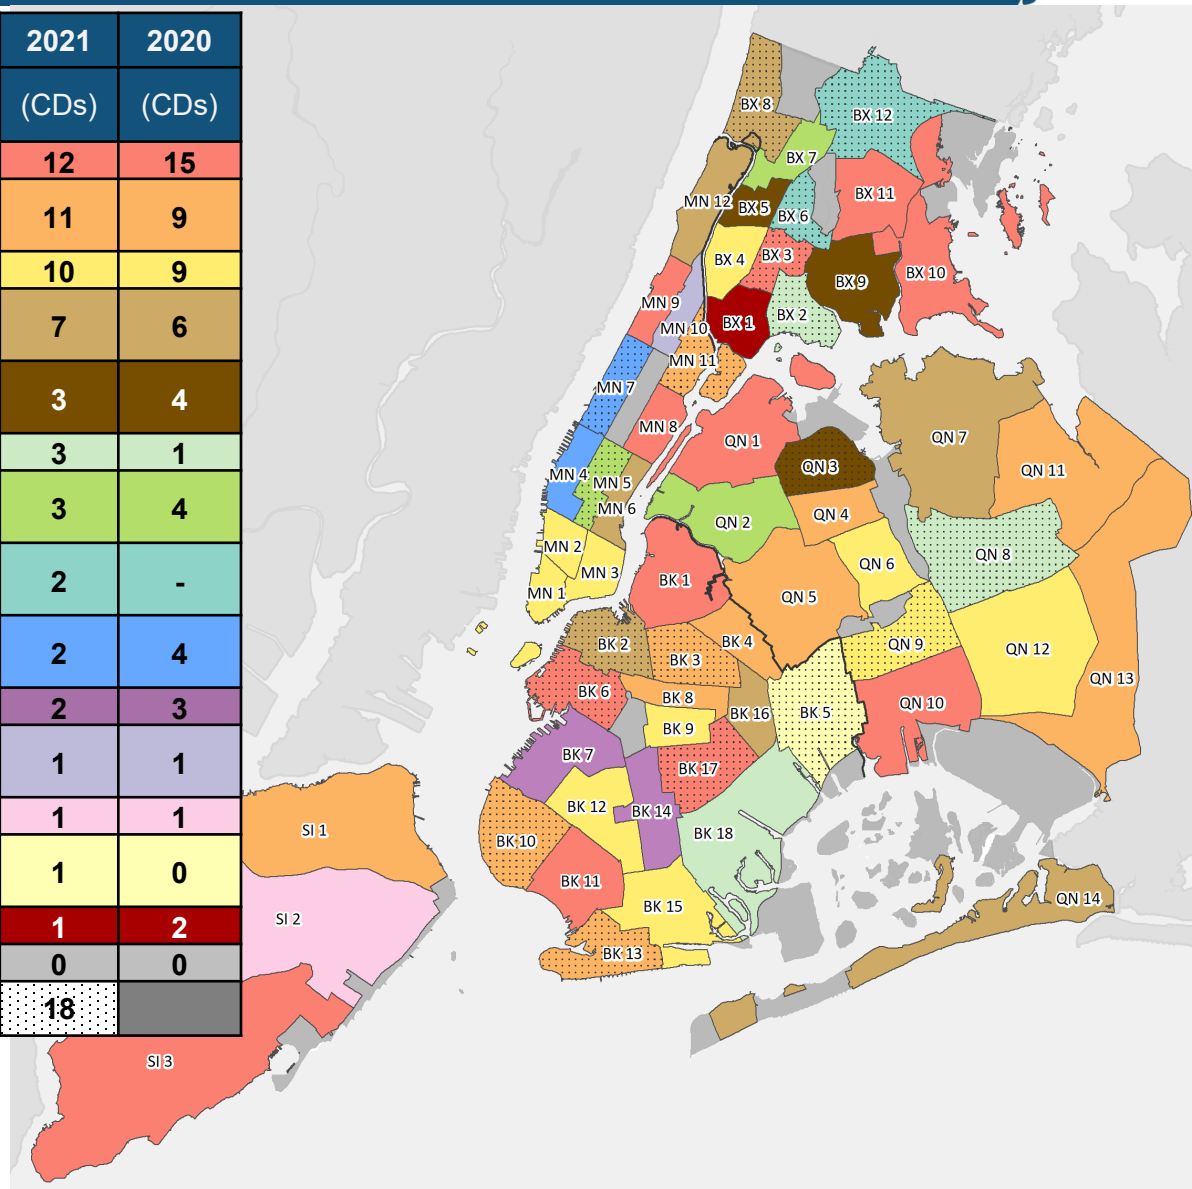 2021 2020
(CDs) (CDs)
12 15
11 9
10 9
7 6
3 4
3 1
3 4
2 -
2 4
2 3
1 1
1 1
1 0
1 2
0 0
18
BX 8
BX 12
BX 7
MN 12
BX 5
BX 6
BX 11
BX 4
BX 3
BX 9
BX 10
MN 9
MN 10
BX 1
BX 2
MN 11
MN 7
MN 8
QN 1
QN 7
QN 3
QN 11
MN 4
MN 5
MN 6
QN 4
QN 2
MN 2
MN 3
MN 1
QN 6
QN 8
BK 1
QN 5
BK 2
BK 3
BK 4
QN 9
QN 12
QN 13
BK 6
BK 8
BK 16
BK 5
QN 10
BK 9
BK 7
BK 17
BK 12
BK 14
BK 18
BK 10
SI 1
BK 11
BK 15
QN 14
SI 2
BK 13
SI 3